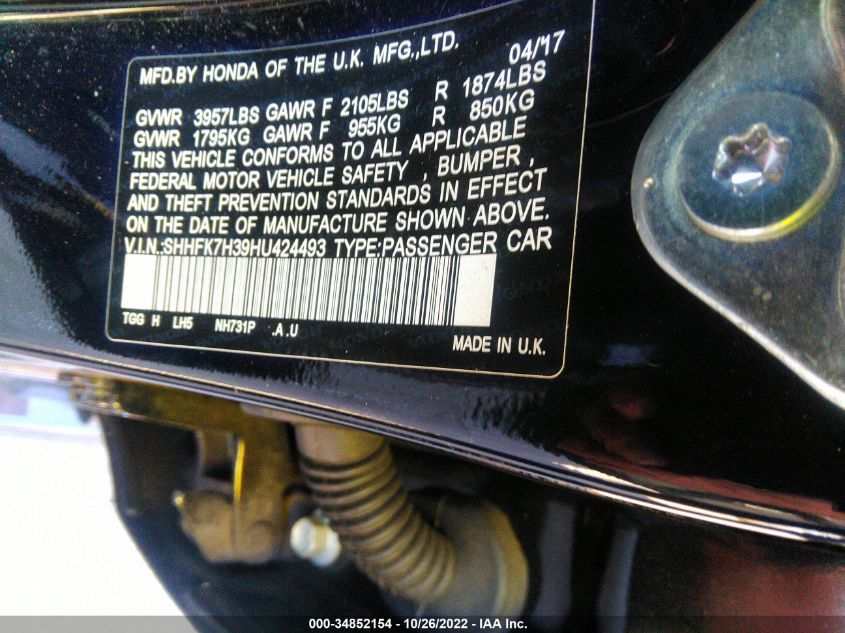 MFD.BY HONDA OF THE U.K. MFG.,LTD. 04/'17
GVWR 3957LBS GAWR F 2105LBS R 1874LBS
GVWR 1795KG GAWR F 955KG R 850KG
THIS VEHICLE CONFORMS TO ALL APPLICABLE
FEDERAL MOTOR VEHICLE SAFETY , BUMPER ,
AND THEFT PREVENTION STANDARDS IN EFFECT
ON THE DATE OF MANUFACTURE SHOWN ABOVE.
V.I.N.:SHHFK7H39HU424493 TYPE:PASSENGER CAR
TGG H LH5 NH731P .A .U
MADE IN U.K.
000-34852154 - 10/26/2022 - IAA Inc.